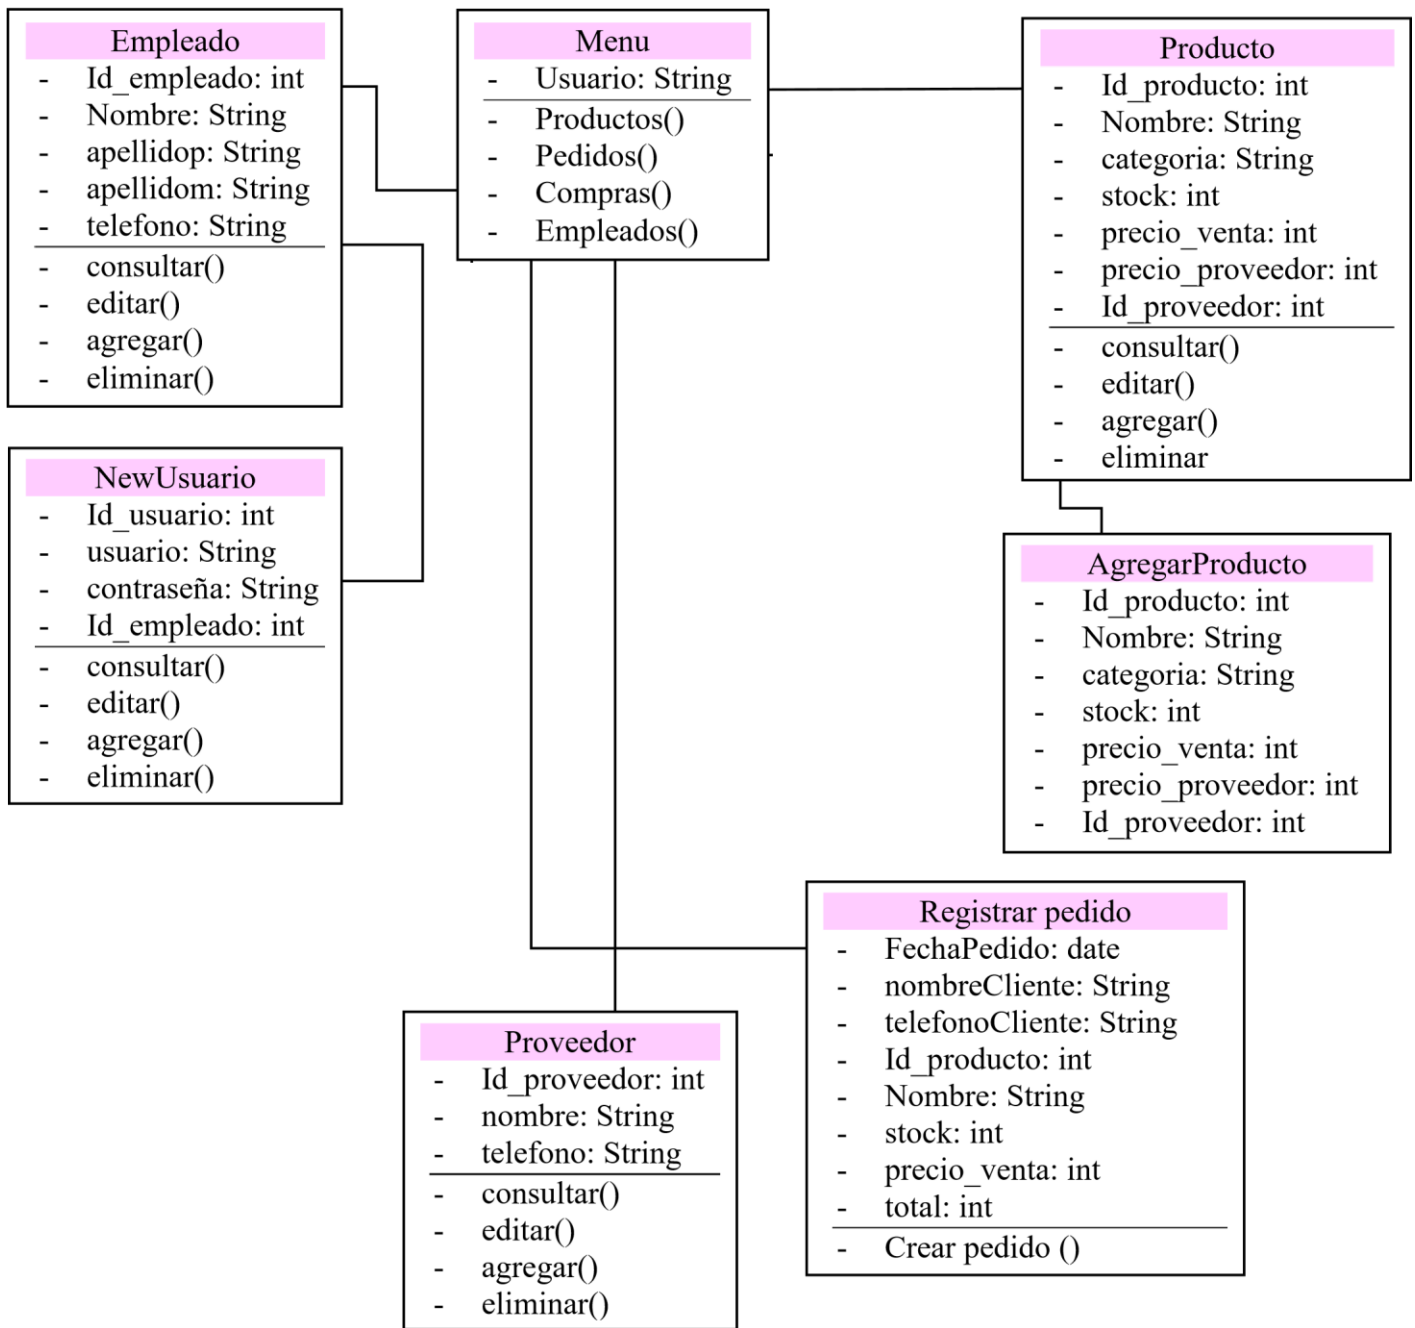 Empleado
- Id_empleado: int
- Nombre: String
- apellidop: String
- apellidom: String
- telefono: String
- consultar()
- editar()
- agregar()
- eliminar()
Menu
- Usuario: String
- Productos()
- Pedidos()
- Compras()
- Empleados()
Producto
- Id_producto: int
- Nombre: String
- categoria: String
- stock: int
- precio_venta: int
- precio_proveedor: int
- Id_proveedor: int
- consultar()
- editar()
- agregar()
- eliminar
NewUsuario
- Id_usuario: int
- usuario: String
- contraseña: String
- Id_empleado: int
- consultar()
- editar()
- agregar()
- eliminar()
AgregarProducto
- Id_producto: int
- Nombre: String
- categoria: String
- stock: int
- precio_venta: int
- precio_proveedor: int
- Id_proveedor: int
Registrar pedido
- FechaPedido: date
- nombreCliente: String
- telefonoCliente: String
- Id_producto: int
- Nombre: String
- stock: int
- precio_venta: int
- total: int
- Crear pedido ()
Proveedor
- Id_proveedor: int
- nombre: String
- telefono: String
- consultar()
- editar()
- agregar()
- eliminar()